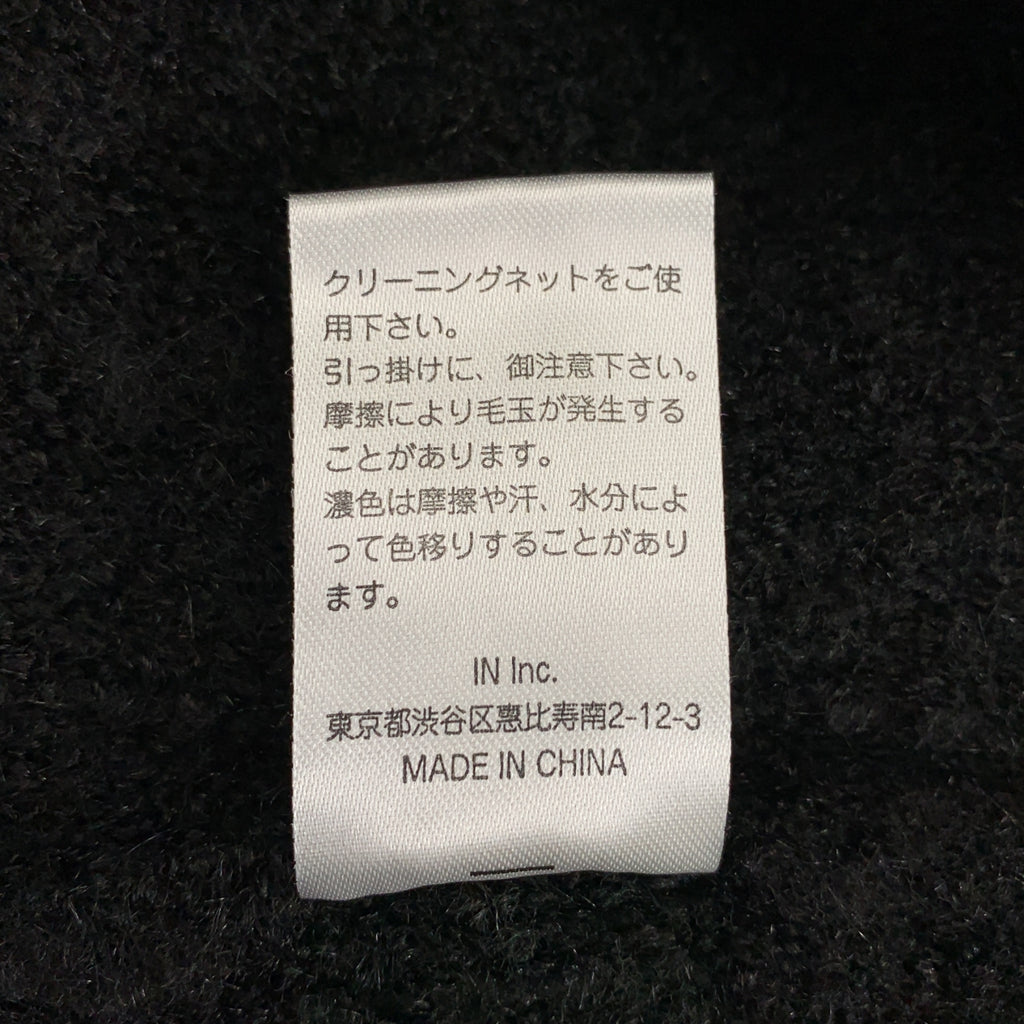 クリーニングネットをご使
用下さい。
引っ掛けに、御注意下さい。
摩擦により毛玉が発生する
ことがあります。
濃色は摩擦や汗、水分によ
って色移りすることがあり
ます。
IN Inc.
東京都渋谷区惠比寿南2-12-3
MADE IN CHINA